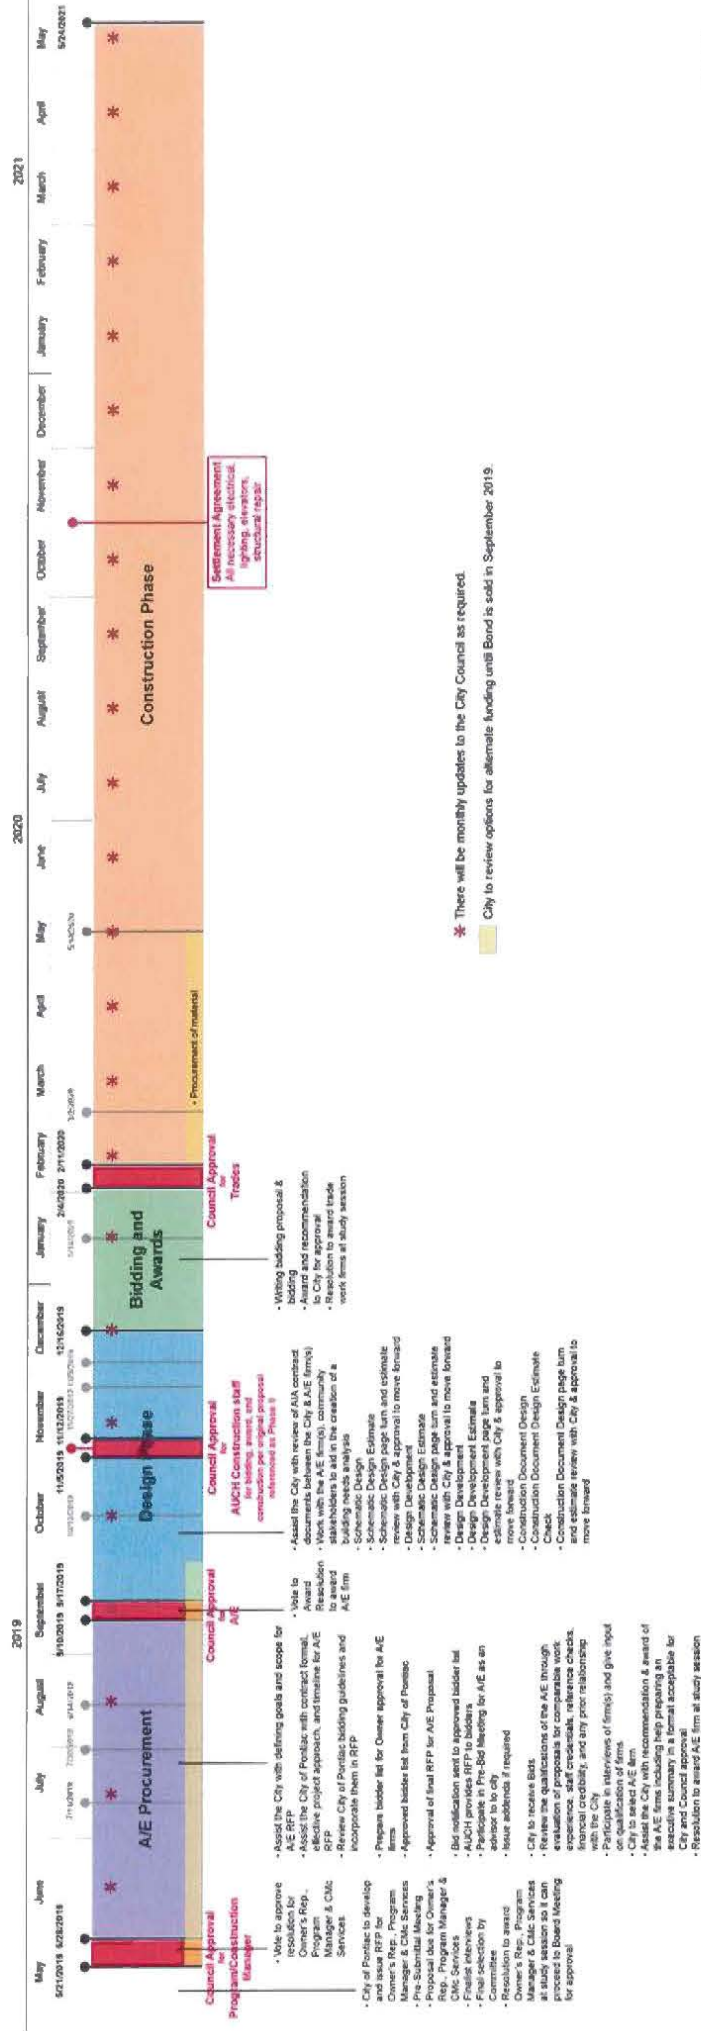 2019
2020
2021
May
June
July
August
September
October
November
December
January
February
March
April
May
June
July
August
September
October
November
December
January
February
March
April
May
5/21/2019 5/28/2019
9/10/2019 9/17/2019
11/5/2019 11/12/2019
12/16/2019
2/4/2020 2/11/2020
5/24/2021
A/E Procurement
Design Phase
Bidding and
Awards
Construction Phase
• Procurement of material
Council Approval
for
Program/Construction
Manager
Council Approval
for
A/E
Council Approval
for
AUCH Construction staff
for bidding, award, and
construction per original proposal
referenced as Phase II
Council Approval
for
Trades
Settlement Agreement
All necessary electrical,
lighting, elevators,
structural repair
• City of Pontiac to develop
and issue RFP for
Owner's Rep., Program
Manager & CMc Services
• Pre-Submittal Meeting
• Proposal due for Owner's
Rep., Program Manager &
CMc Services
• Finalist interviews
• Final selection by
Committee
• Resolution to award
Owner's Rep., Program
Manager & CMc Services
at study session so it can
proceed to Board Meeting
for approval
• Vote to approve
resolution for
Owner's Rep.,
Program
Manager & CMc
Services
• Assist the City with defining goals and scope for
A/E RFP
• Assist the City of Pontiac with contract format,
effective project approach, and timeline for A/E
RFP
• Review City of Pontiac bidding guidelines and
incorporate them in RFP
• Prepare bidder list for Owner approval for A/E
firms
• Approved bidder list from City of Pontiac
• Approval of final RFP for A/E Proposal
• Bid notification sent to approved bidder list
• AUCH provides RFP to bidders
• Participate in Pre-Bid Meeting for A/E as an
advisor to to city
• Issue addenda if required
• City to receive bids
• Review the qualifications of the A/E through
evaluation of proposals for comparable work
experience, staff credentials, reference checks,
financial credibility, and any prior relationship
with the City
• Participate in interviews of firm(s) and give input
on qualification of firms
• City to select A/E firm
• Assist the City with recommendation & award of
the A/E firms including help preparing an
executive summary in a format acceptable for
City and Council approval
• Resolution to award A/E firm at study session
• Vote to
Award
Resolution
to award
A/E firm
• Assist the City with review of AIA contract
documents between the City & A/E firm(s)
• Work with the A/E firm(s), community
stakeholders to aid in the creation of a
building needs analysis
• Schematic Design
• Schematic Design Estimate
• Schematic Design page turn and estimate
review with City & approval to move forward
• Design Development
• Schematic Design Estimate
• Schematic Design page turn and estimate
review with City & approval to move forward
• Design Development
• Design Development Estimate
• Design Development page turn and
estimate review with City & approval to
move forward
• Construction Document Design
• Construction Document Design Estimate
Check
• Construction Document Design page turn
and estimate review with City & approval to
move forward
• Writing bidding proposal &
bidding
• Award and recommendation
to City for approval
• Resolution to award trade
work firms at study session
* There will be monthly updates to the City Council as required.
City to review options for alternate funding until Bond is sold in September 2019.